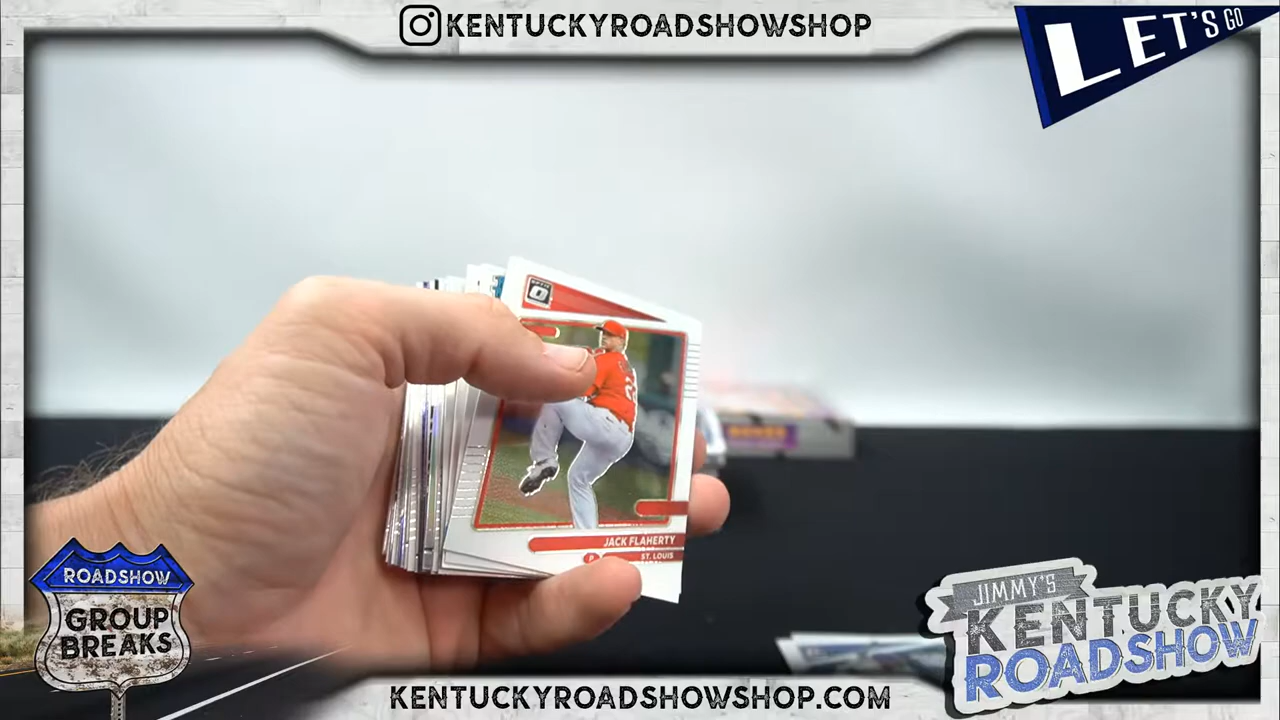 KENTUCKYROADSHOWSHOP
LET'S GO
JACK FLAHERTY
ST. LOUIS
ROADSHOW
GROUP
BREAKS
JIMMY'S
KENTUCKY
ROADSHOW
KENTUCKYROADSHOWSHOP.COM